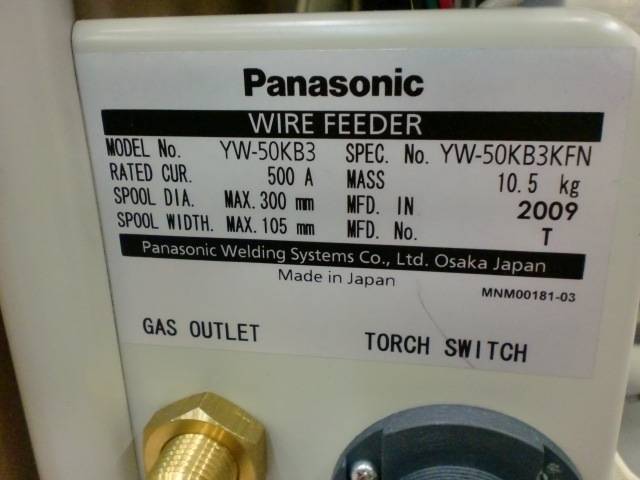 Panasonic
WIRE FEEDER
MODEL No. YW-50KB3 SPEC. No. YW-50KB3KFN
RATED CUR. 500 A MASS 10.5 kg
SPOOL DIA. MAX. 300 mm MFD. IN 2009
SPOOL WIDTH. MAX. 105 mm MFD. No. T
Panasonic Welding Systems Co., Ltd. Osaka Japan
Made in Japan
MNM00181-03
GAS OUTLET TORCH SWITCH